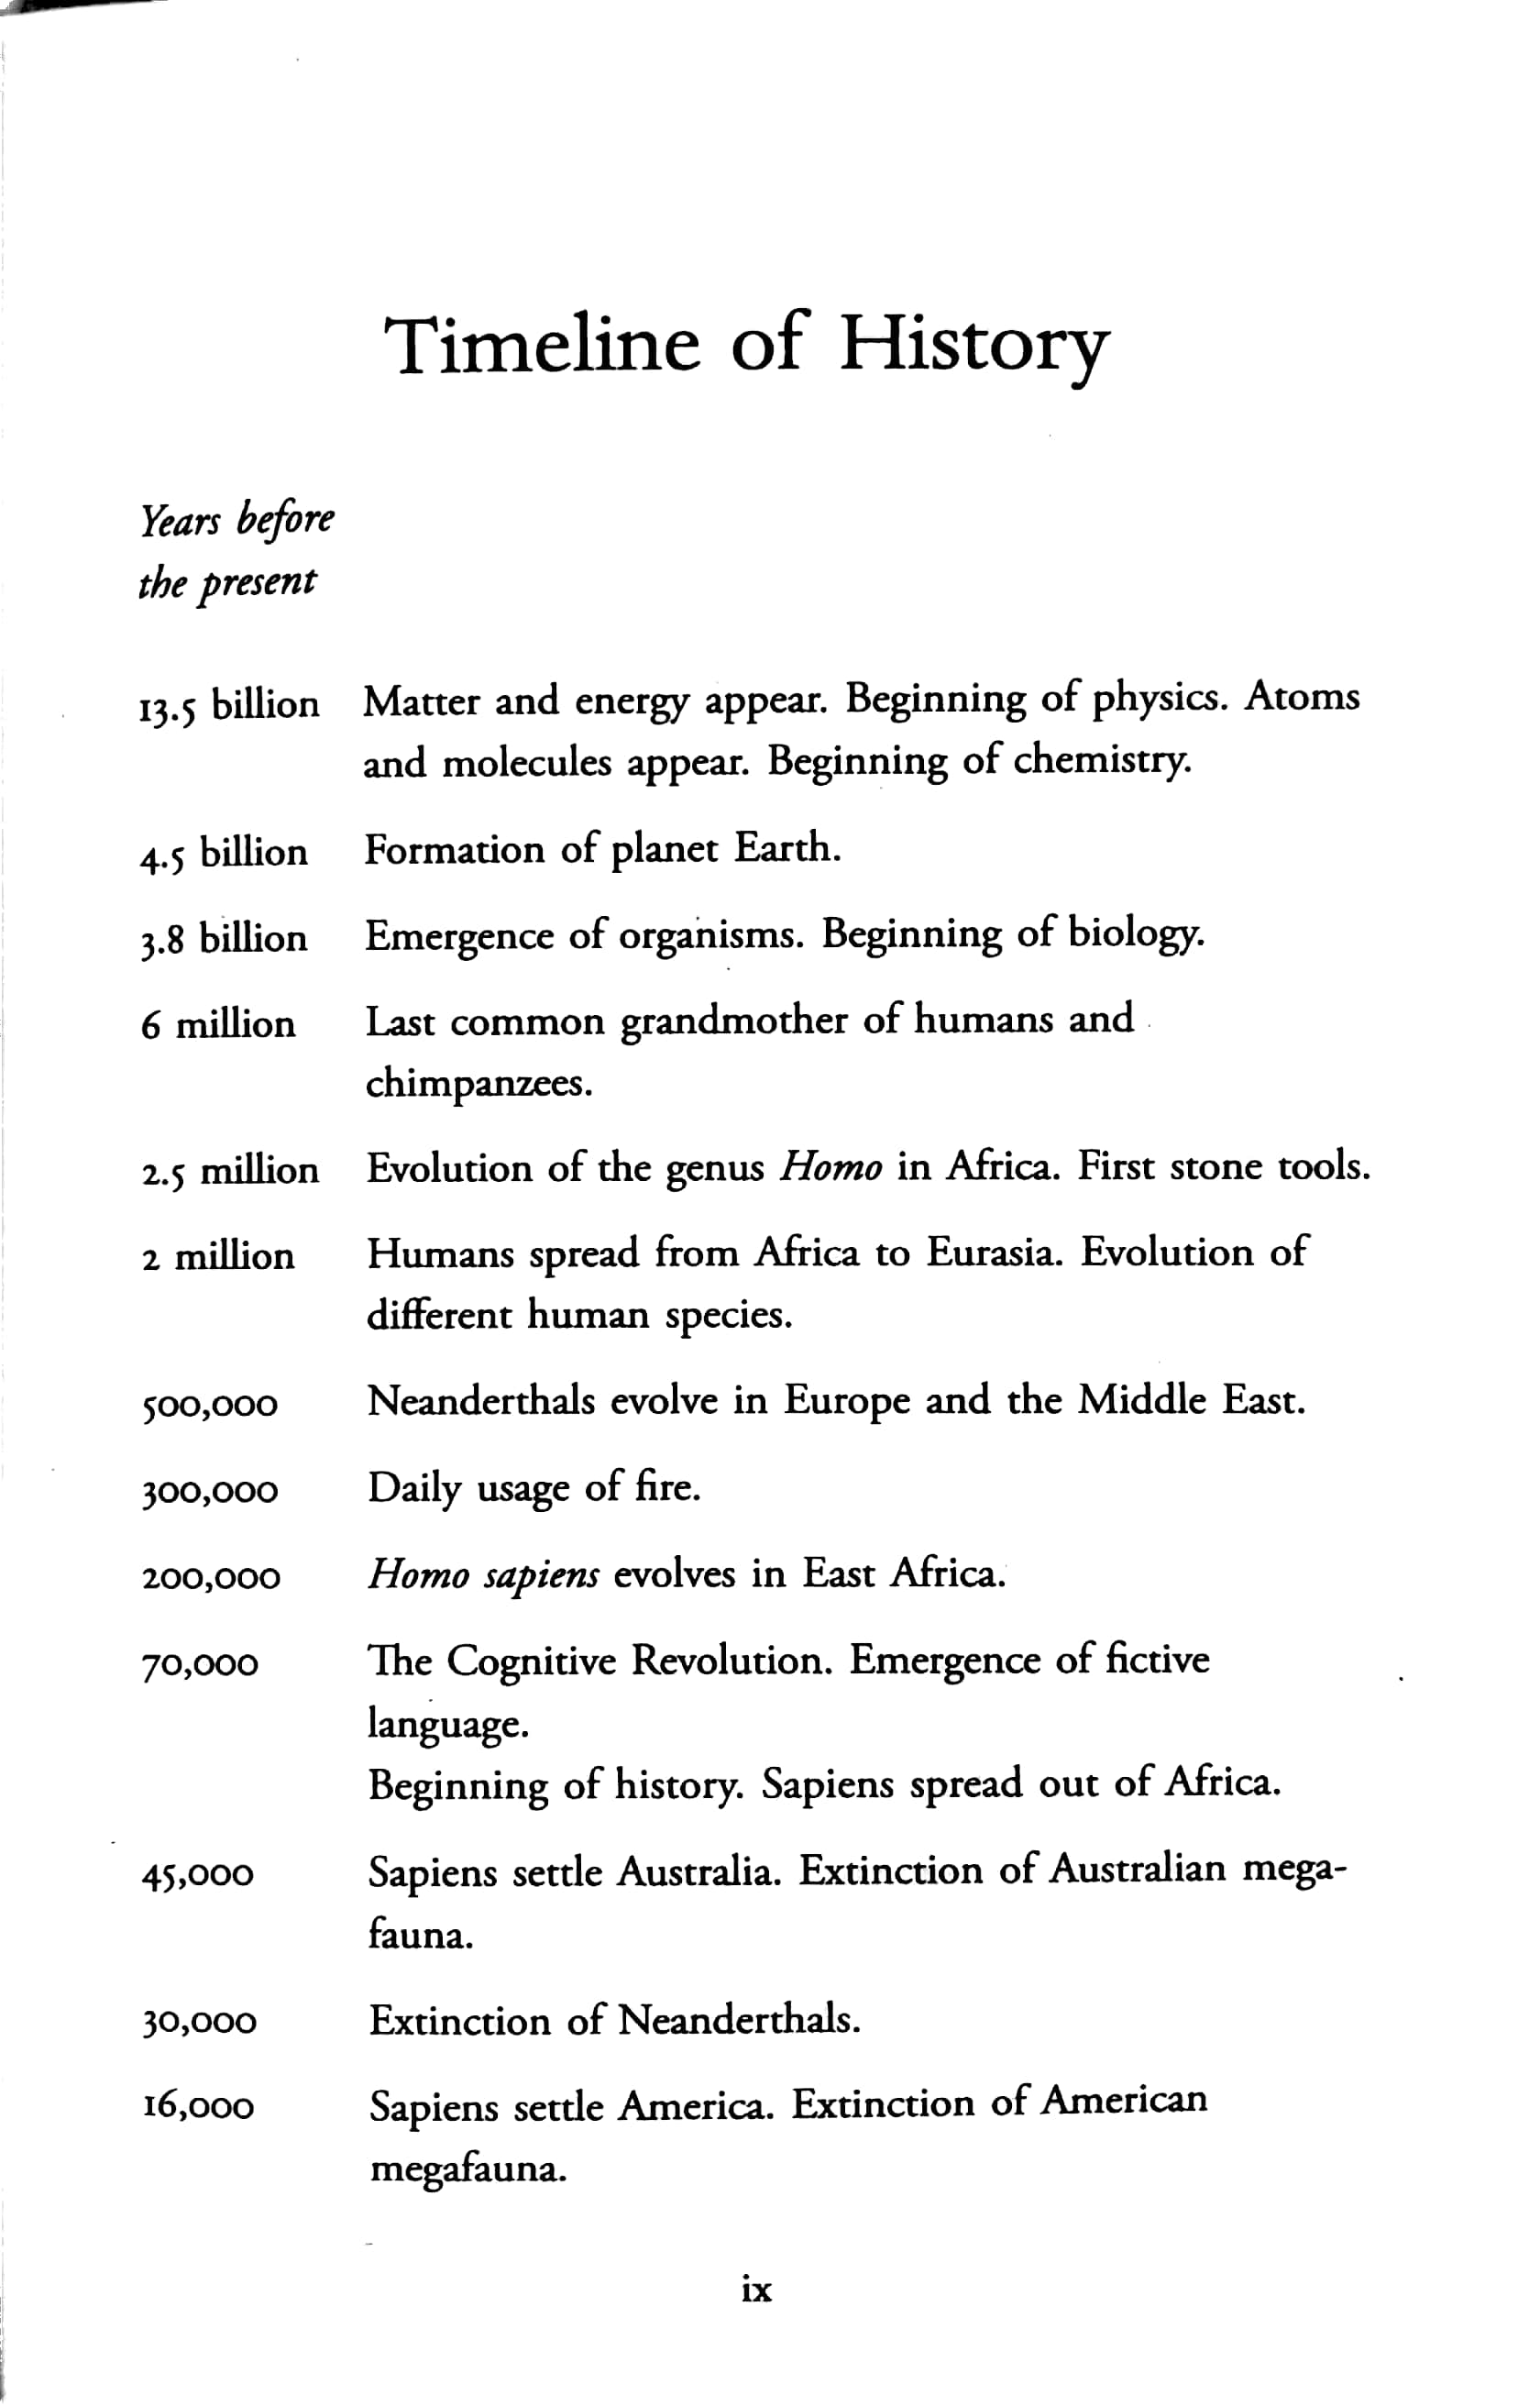 Timeline of History
Years before
the present
13.5 billion Matter and energy appear. Beginning of physics. Atoms
and molecules appear. Beginning of chemistry.
4.5 billion Formation of planet Earth.
3.8 billion Emergence of organisms. Beginning of biology.
6 million Last common grandmother of humans and
chimpanzees.
2.5 million Evolution of the genus Homo in Africa. First stone tools.
2 million Humans spread from Africa to Eurasia. Evolution of
different human species.
500,000 Neanderthals evolve in Europe and the Middle East.
300,000 Daily usage of fire.
200,000 Homo sapiens evolves in East Africa.
70,000 The Cognitive Revolution. Emergence of fictive
language.
Beginning of history. Sapiens spread out of Africa.
45,000 Sapiens settle Australia. Extinction of Australian mega-
fauna.
30,000 Extinction of Neanderthals.
16,000 Sapiens settle America. Extinction of American
megafauna.
ix